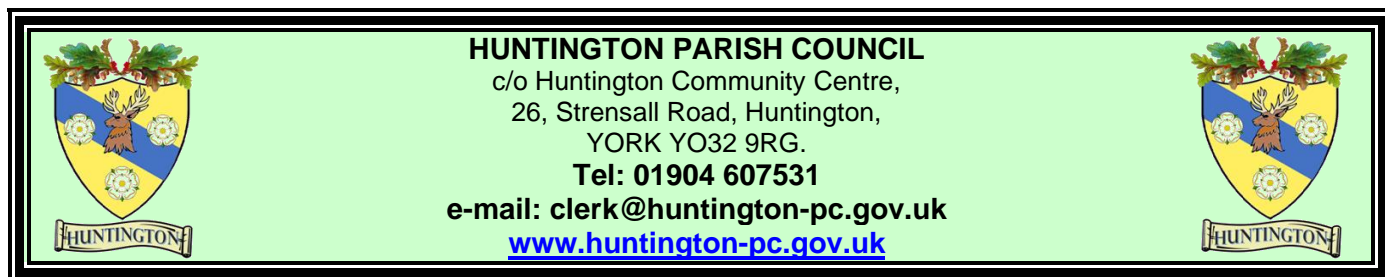 HUNTINGTON PARISH COUNCIL
c/o Huntington Community Centre,
26, Strensall Road, Huntington,
YORK YO32 9RG.
Tel: 01904 607531
e-mail: clerk@huntington-pc.gov.uk
www.huntington-pc.gov.uk
HUNTINGTON
HUNTINGTON